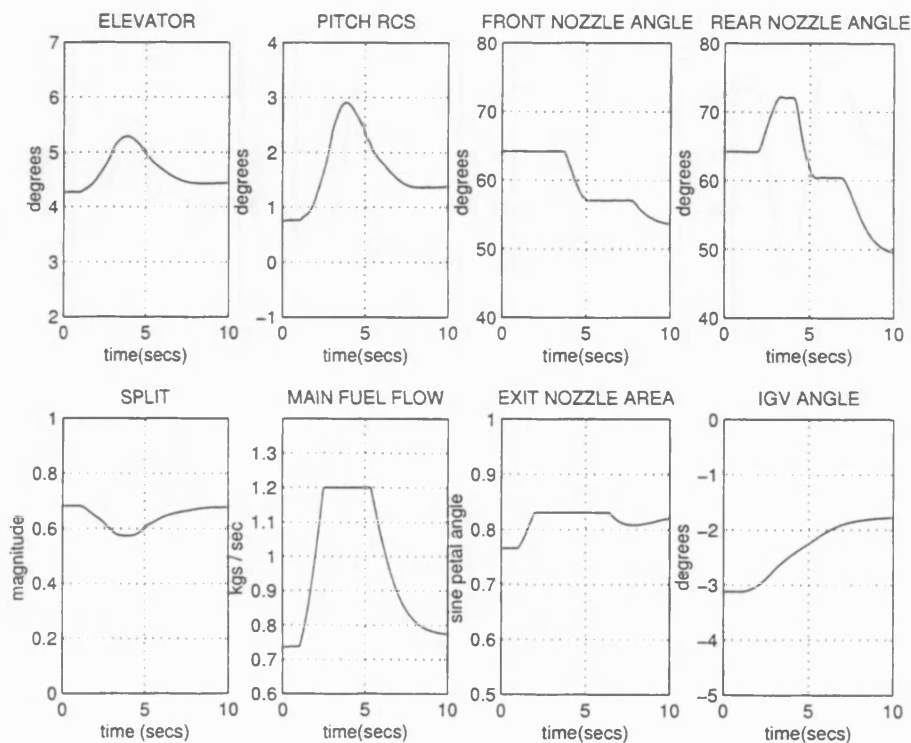 ELEVATOR
7
6
5
4
3
2
degrees
0 5 10
time(secs)
PITCH RCS
4
3
2
1
0
−1
degrees
0 5 10
time(secs)
FRONT NOZZLE ANGLE
80
70
60
50
40
degrees
0 5 10
time(secs)
REAR NOZZLE ANGLE
80
70
60
50
40
degrees
0 5 10
time(secs)
SPLIT
1
0.8
0.6
0.4
0.2
0
magnitude
0 5 10
time (secs)
MAIN FUEL FLOW
1.4
1.3
1.2
1.1
1
0.9
0.8
0.7
0.6
kgs / sec
0 5 10
time(secs)
EXIT NOZZLE AREA
1
0.9
0.8
0.7
0.6
0.5
sine petal angle
0 5 10
time(secs)
IGV ANGLE
0
−1
−2
−3
−4
−5
degrees
0 5 10
time(secs)